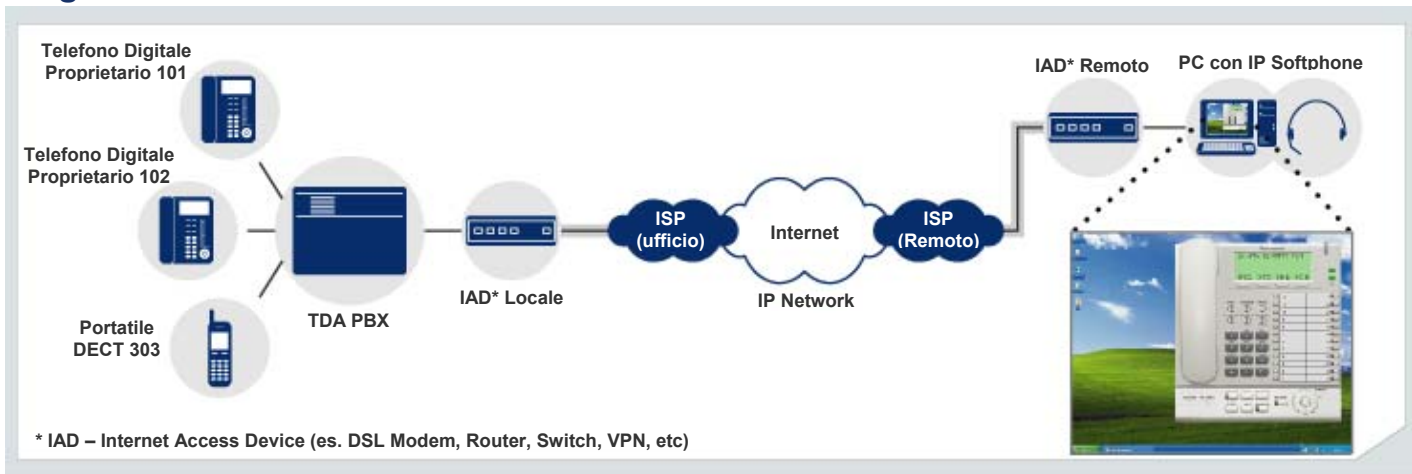 Telefono Digitale
Proprietario 101
Telefono Digitale
Proprietario 102
Portatile
DECT 303
TDA PBX
IAD* Locale
ISP
(ufficio)
Internet
IP Network
ISP
(Remoto)
IAD* Remoto
PC con IP Softphone
* IAD – Internet Access Device (es. DSL Modem, Router, Switch, VPN, etc)